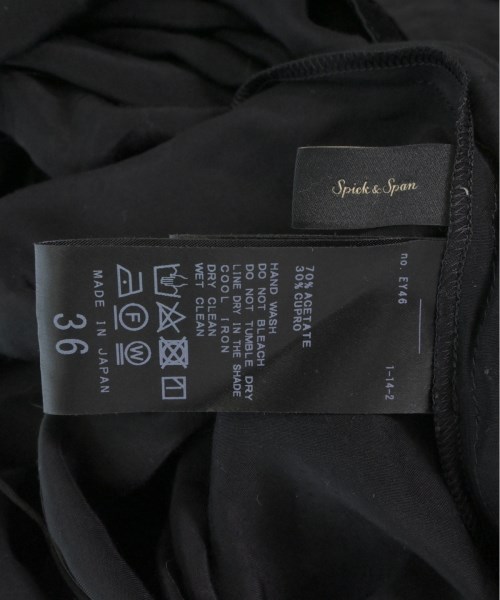 Spick & Span
no. EY46
1-14-2
70% ACETATE
30% CUPRO
HAND WASH
DO NOT BLEACH
DO NOT TUMBLE DRY
LINE DRY IN THE SHADE
COOL IRON
DRY CLEAN
WET CLEAN
F W
36
MADE IN JAPAN